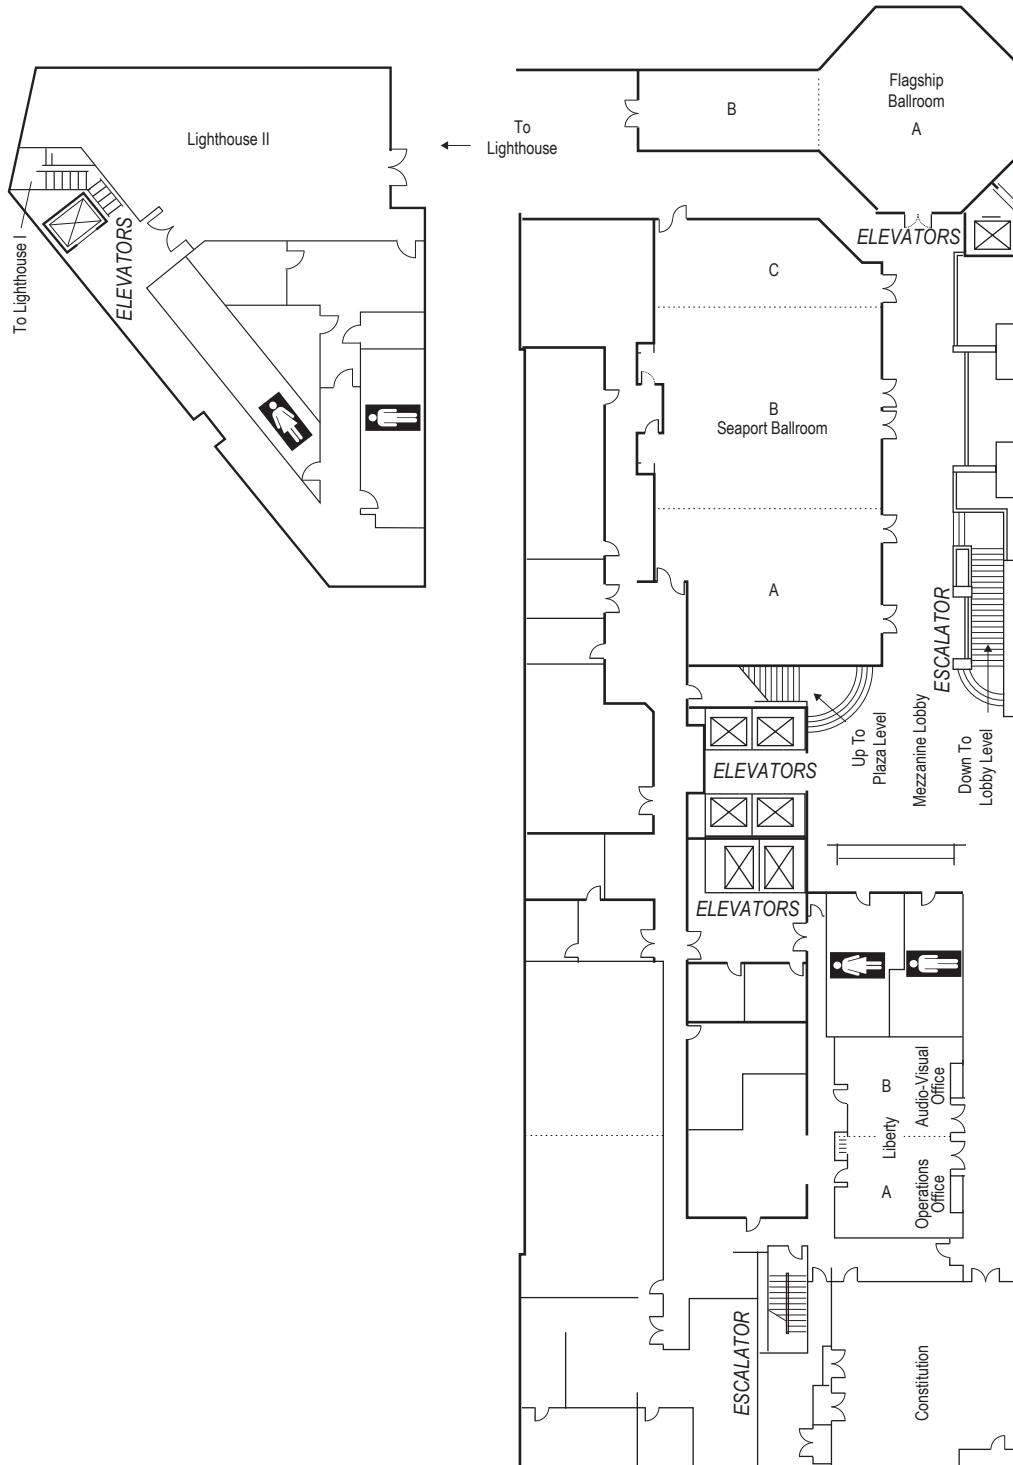 Lighthouse II
To Lighthouse I
ELEVATORS
To
Lighthouse
B
Flagship
Ballroom
A
ELEVATORS
C
B
Seaport Ballroom
A
ESCALATOR
Up To
Plaza Level
Mezzanine Lobby
Down To
Lobby Level
ELEVATORS
ELEVATORS
B
Audio-Visual
Office
Liberty
A
Operations
Office
ESCALATOR
Constitution